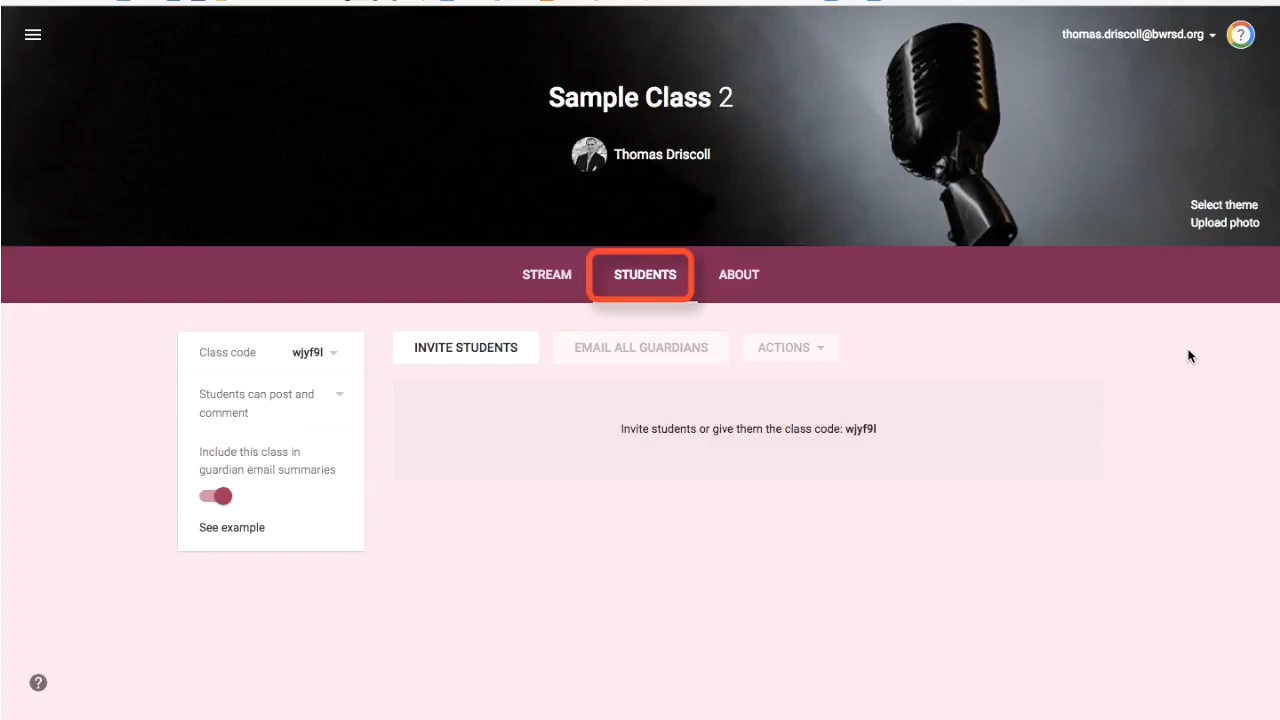 thomas.driscoll@bwrsd.org
Sample Class 2
Thomas Driscoll
Select theme
Upload photo
STREAM STUDENTS ABOUT
Class code wjyf9l
INVITE STUDENTS EMAIL ALL GUARDIANS ACTIONS
Students can post and
comment
Invite students or give them the class code: wjyf9l
Include this class in
guardian email summaries
See example